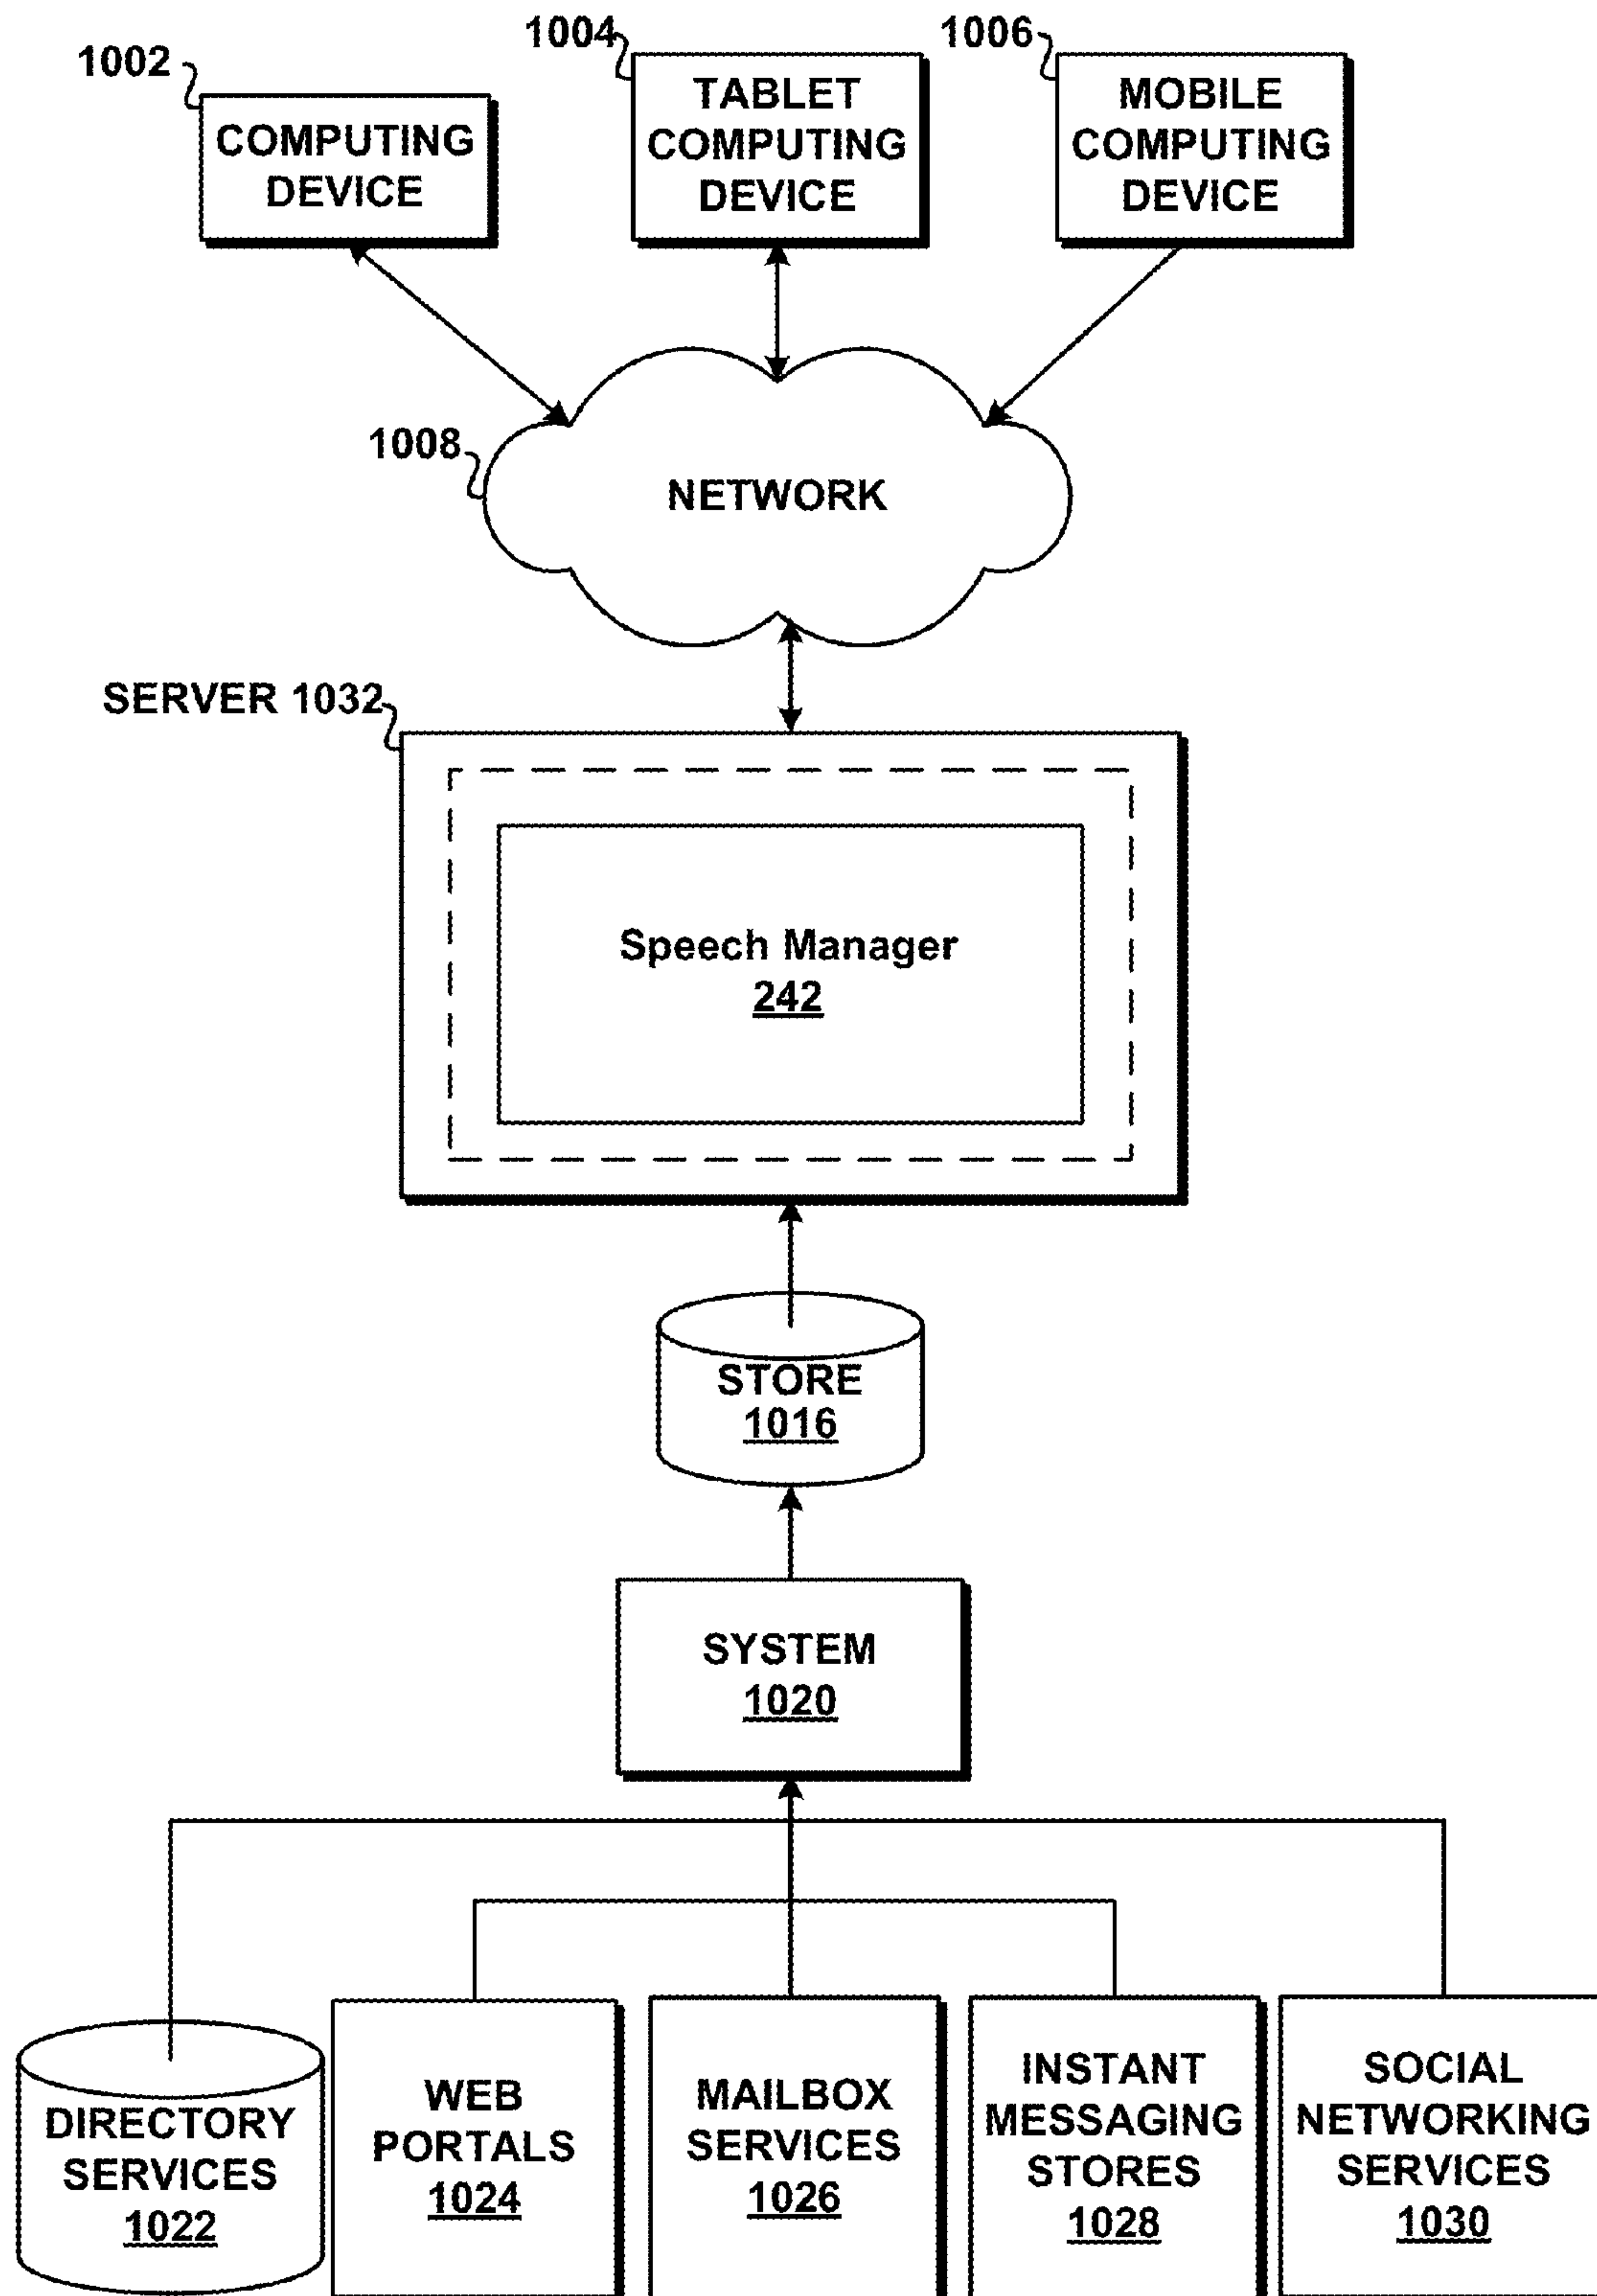 1002
COMPUTING
DEVICE
1004
TABLET
COMPUTING
DEVICE
1006
MOBILE
COMPUTING
DEVICE
1008
NETWORK
SERVER 1032
Speech Manager
242
STORE
1016
SYSTEM
1020
DIRECTORY
SERVICES
1022
WEB
PORTALS
1024
MAILBOX
SERVICES
1026
INSTANT
MESSAGING
STORES
1028
SOCIAL
NETWORKING
SERVICES
1030